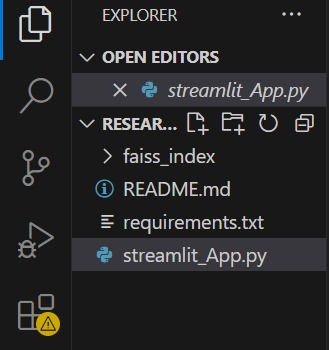 EXPLORER ...
OPEN EDITORS
streamlit_App.py
RESEAR...
faiss_index
README.md
requirements.txt
streamlit_App.py